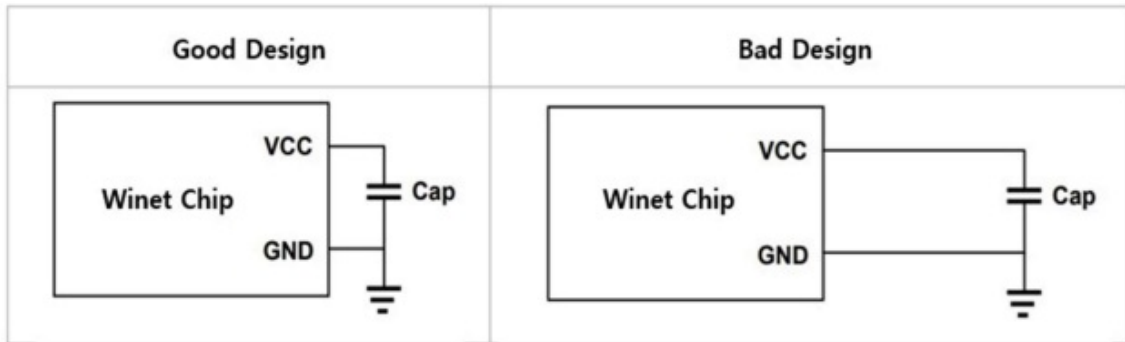 Good Design
Bad Design
VCC
Winet Chip
Cap
GND
VCC
Winet Chip
Cap
GND